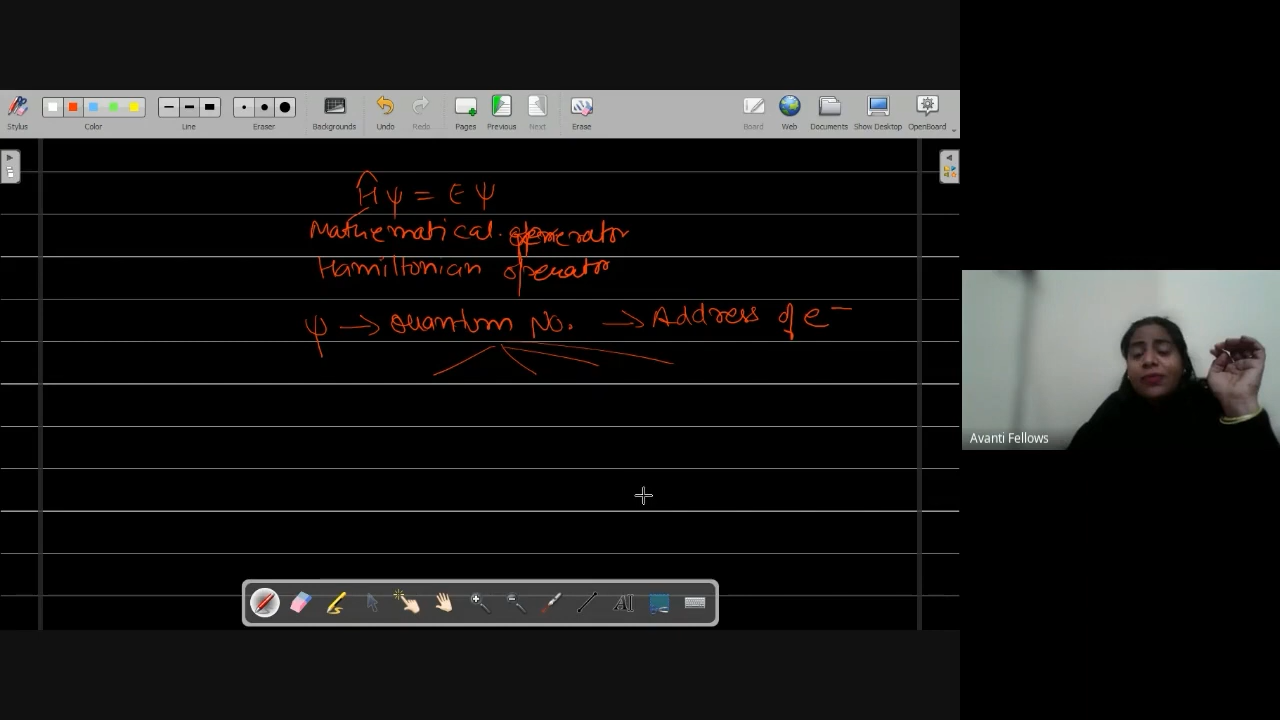 Stylus
Color
Line
Eraser
Backgrounds
Undo
Redo
Pages
Previous
Next
Erase
Board
Web
Documents
Show Desktop
OpenBoard
Ĥψ = Eψ
Mathematical operator
Hamiltonian operator
ψ → Quantum No. → Address of e⁻
Avanti Fellows